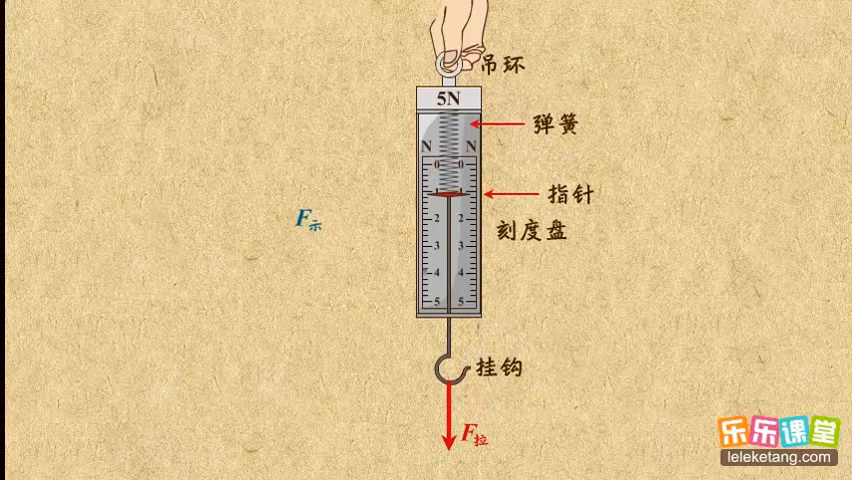 吊环
5N
弹簧
N N
0 0
指针
1 1
F示
2 2
刻度盘
3 3
4 4
5 5
挂钩
F拉
乐乐课堂
leleketang.com